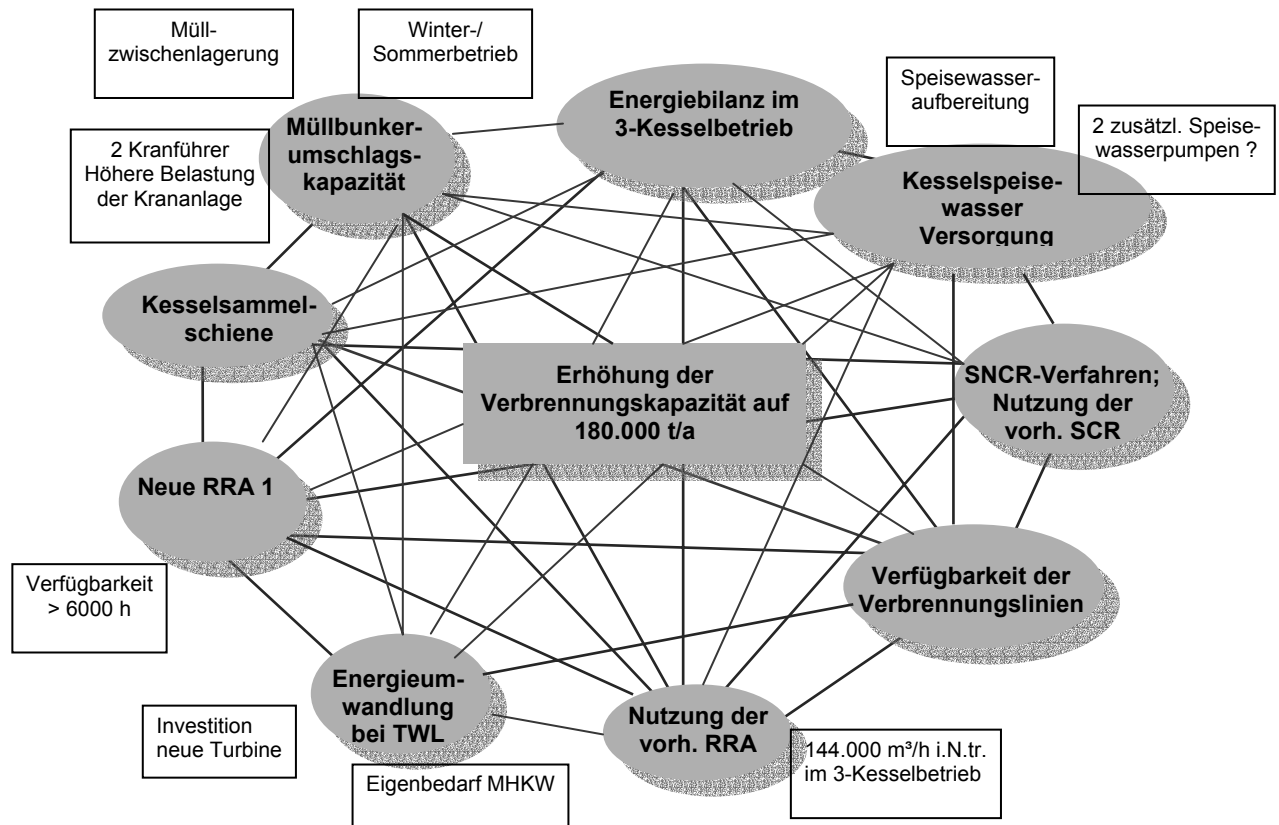 Müll-
zwischenlagerung
Winter-/
Sommerbetrieb
Energiebilanz im
3-Kesselbetrieb
Speisewasser-
aufbereitung
2 zusätzl. Speise-
wasserpumpen ?
Müllbunker-
umschlags-
kapazität
2 Kranführer
Höhere Belastung
der Krananlage
Kesselspeise-
wasser
Versorgung
Kesselsammel-
schiene
Erhöhung der
Verbrennungskapazität auf
180.000 t/a
SNCR-Verfahren;
Nutzung der
vorh. SCR
Neue RRA 1
Verfügbarkeit
> 6000 h
Verfügbarkeit der
Verbrennungslinien
Energieum-
wandlung
bei TWL
Investition
neue Turbine
Eigenbedarf MHKW
Nutzung der
vorh. RRA
144.000 m³/h i.N.tr.
im 3-Kesselbetrieb